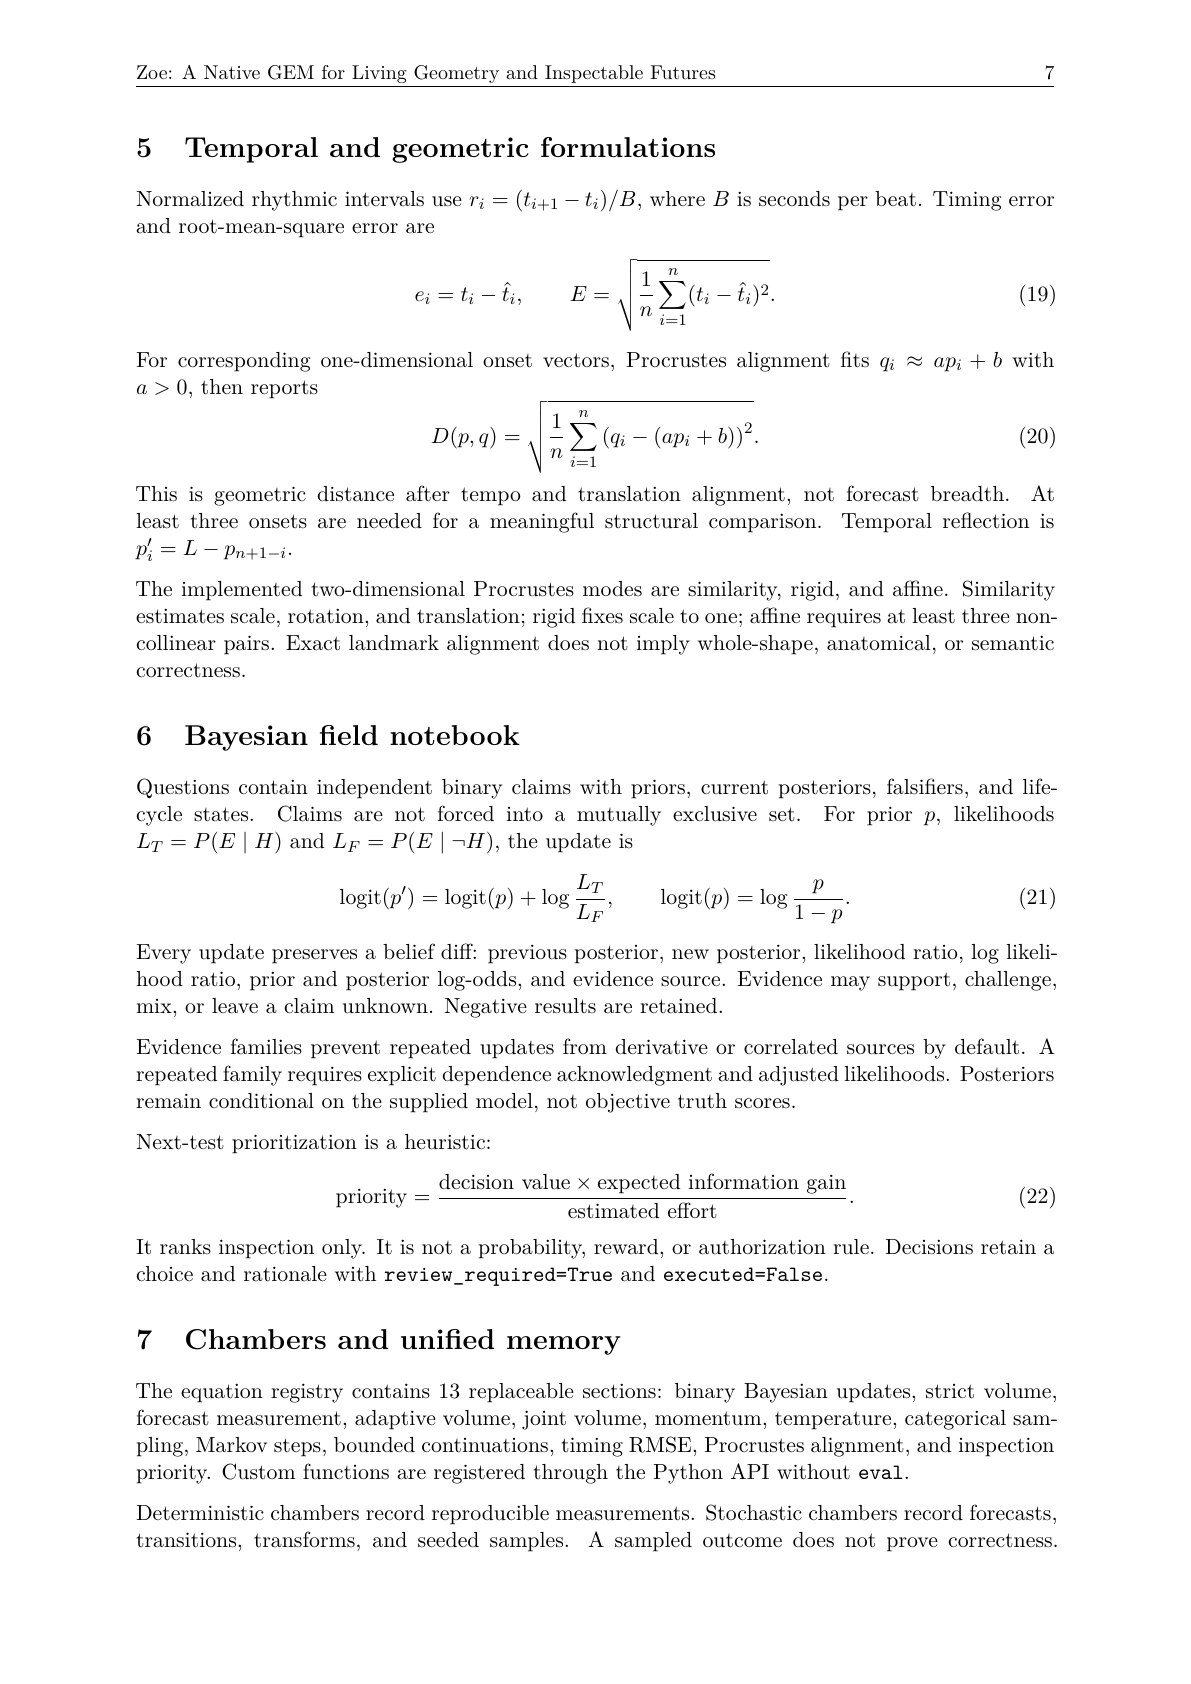 Zoe: A Native GEM for Living Geometry and Inspectable Futures 7
5 Temporal and geometric formulations
Normalized rhythmic intervals use r_i = (t_{i+1} − t_i)/B, where B is seconds per beat. Timing error
and root-mean-square error are
e_i = t_i − \hat{t}_i, E = \sqrt{\frac{1}{n} \sum_{i=1}^{n} (t_i − \hat{t}_i)^2}. (19)
For corresponding one-dimensional onset vectors, Procrustes alignment fits q_i ≈ ap_i + b with
a > 0, then reports
D(p, q) = \sqrt{\frac{1}{n} \sum_{i=1}^{n} (q_i − (ap_i + b))^2}. (20)
This is geometric distance after tempo and translation alignment, not forecast breadth. At
least three onsets are needed for a meaningful structural comparison. Temporal reflection is
p′_i = L − p_{n+1−i}.
The implemented two-dimensional Procrustes modes are similarity, rigid, and affine. Similarity
estimates scale, rotation, and translation; rigid fixes scale to one; affine requires at least three non-
collinear pairs. Exact landmark alignment does not imply whole-shape, anatomical, or semantic
correctness.
6 Bayesian field notebook
Questions contain independent binary claims with priors, current posteriors, falsifiers, and life-
cycle states. Claims are not forced into a mutually exclusive set. For prior p, likelihoods
L_T = P(E | H) and L_F = P(E | ¬H), the update is
logit(p′) = logit(p) + log \frac{L_T}{L_F}, logit(p) = log \frac{p}{1 − p}. (21)
Every update preserves a belief diff: previous posterior, new posterior, likelihood ratio, log likeli-
hood ratio, prior and posterior log-odds, and evidence source. Evidence may support, challenge,
mix, or leave a claim unknown. Negative results are retained.
Evidence families prevent repeated updates from derivative or correlated sources by default. A
repeated family requires explicit dependence acknowledgment and adjusted likelihoods. Posteriors
remain conditional on the supplied model, not objective truth scores.
Next-test prioritization is a heuristic:
priority = \frac{decision value × expected information gain}{estimated effort}. (22)
It ranks inspection only. It is not a probability, reward, or authorization rule. Decisions retain a
choice and rationale with review_required=True and executed=False.
7 Chambers and unified memory
The equation registry contains 13 replaceable sections: binary Bayesian updates, strict volume,
forecast measurement, adaptive volume, joint volume, momentum, temperature, categorical sam-
pling, Markov steps, bounded continuations, timing RMSE, Procrustes alignment, and inspection
priority. Custom functions are registered through the Python API without eval.
Deterministic chambers record reproducible measurements. Stochastic chambers record forecasts,
transitions, transforms, and seeded samples. A sampled outcome does not prove correctness.